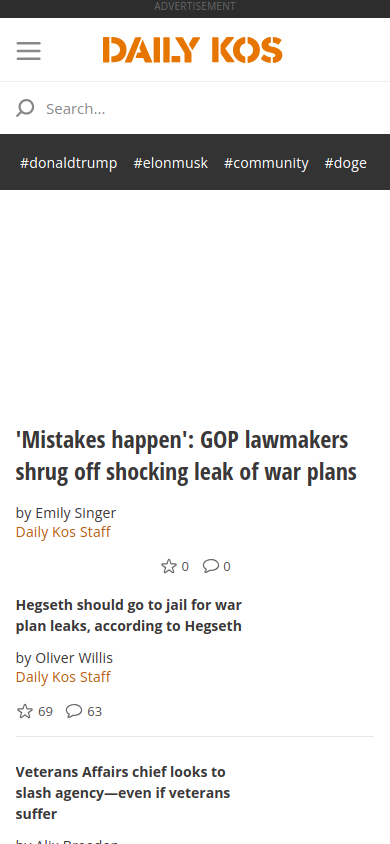 ADVERTISEMENT
DAILY KOS
Search...
#donaldtrump #elonmusk #community #doge
'Mistakes happen': GOP lawmakers
shrug off shocking leak of war plans
by Emily Singer
Daily Kos Staff
0 0
Hegseth should go to jail for war
plan leaks, according to Hegseth
by Oliver Willis
Daily Kos Staff
69 63
Veterans Affairs chief looks to
slash agency—even if veterans
suffer
by Alix Breeden